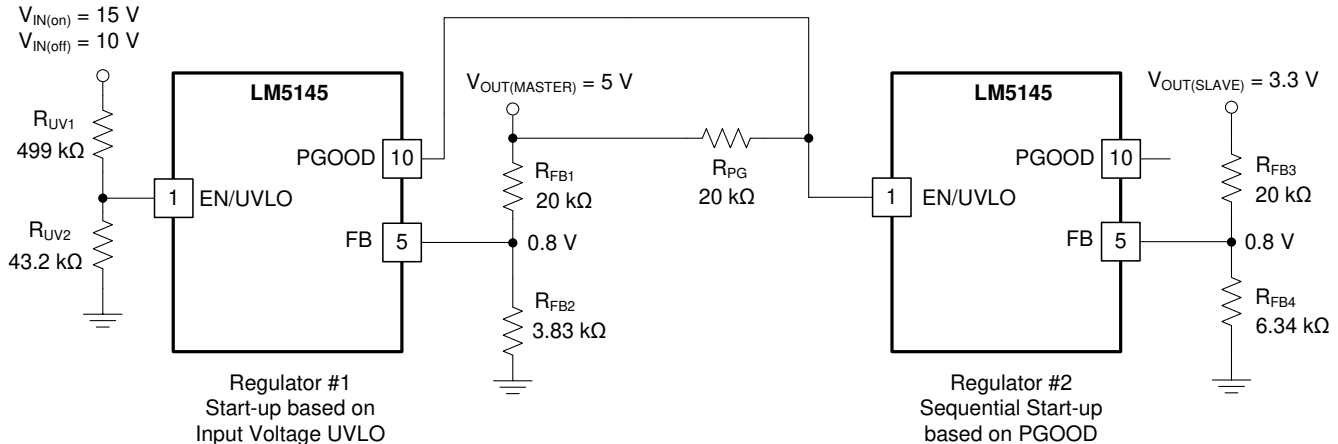 V_IN(on) = 15 V
V_IN(off) = 10 V
R_UV1
499 kΩ
R_UV2
43.2 kΩ
LM5145
PGOOD
10
1
EN/UVLO
FB
5
V_OUT(MASTER) = 5 V
R_FB1
20 kΩ
0.8 V
R_FB2
3.83 kΩ
R_PG
20 kΩ
LM5145
PGOOD
10
1
EN/UVLO
FB
5
V_OUT(SLAVE) = 3.3 V
R_FB3
20 kΩ
0.8 V
R_FB4
6.34 kΩ
Regulator #1
Start-up based on
Input Voltage UVLO
Regulator #2
Sequential Start-up
based on PGOOD